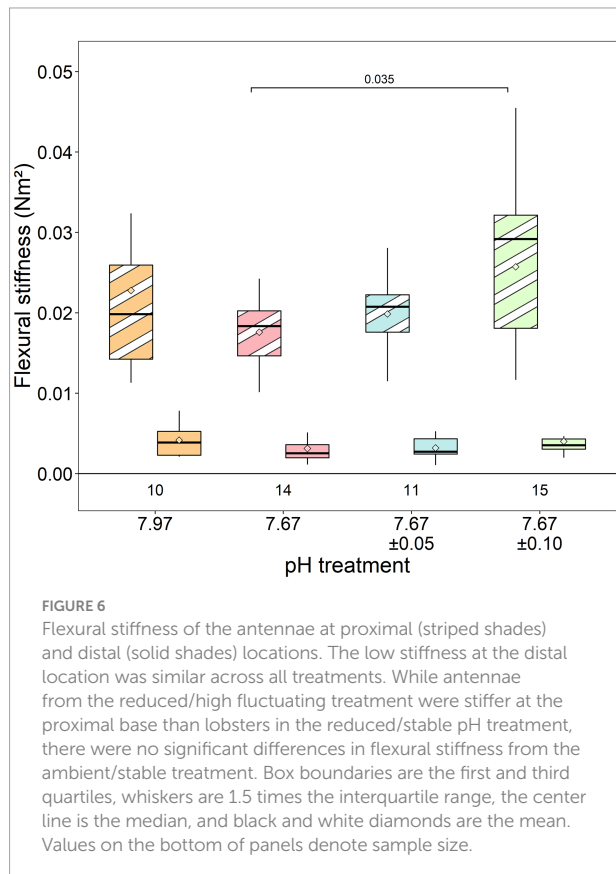 0.05
0.035
0.04
0.03
0.02
0.01
0.00
Flexural stiffness (Nm²)
10 14 11 15
7.97 7.67 7.67 7.67
±0.05 ±0.10
pH treatment
FIGURE 6
Flexural stiffness of the antennae at proximal (striped shades)
and distal (solid shades) locations. The low stiffness at the distal
location was similar across all treatments. While antennae
from the reduced/high fluctuating treatment were stiffer at the
proximal base than lobsters in the reduced/stable pH treatment,
there were no significant differences in flexural stiffness from the
ambient/stable treatment. Box boundaries are the first and third
quartiles, whiskers are 1.5 times the interquartile range, the center
line is the median, and black and white diamonds are the mean.
Values on the bottom of panels denote sample size.